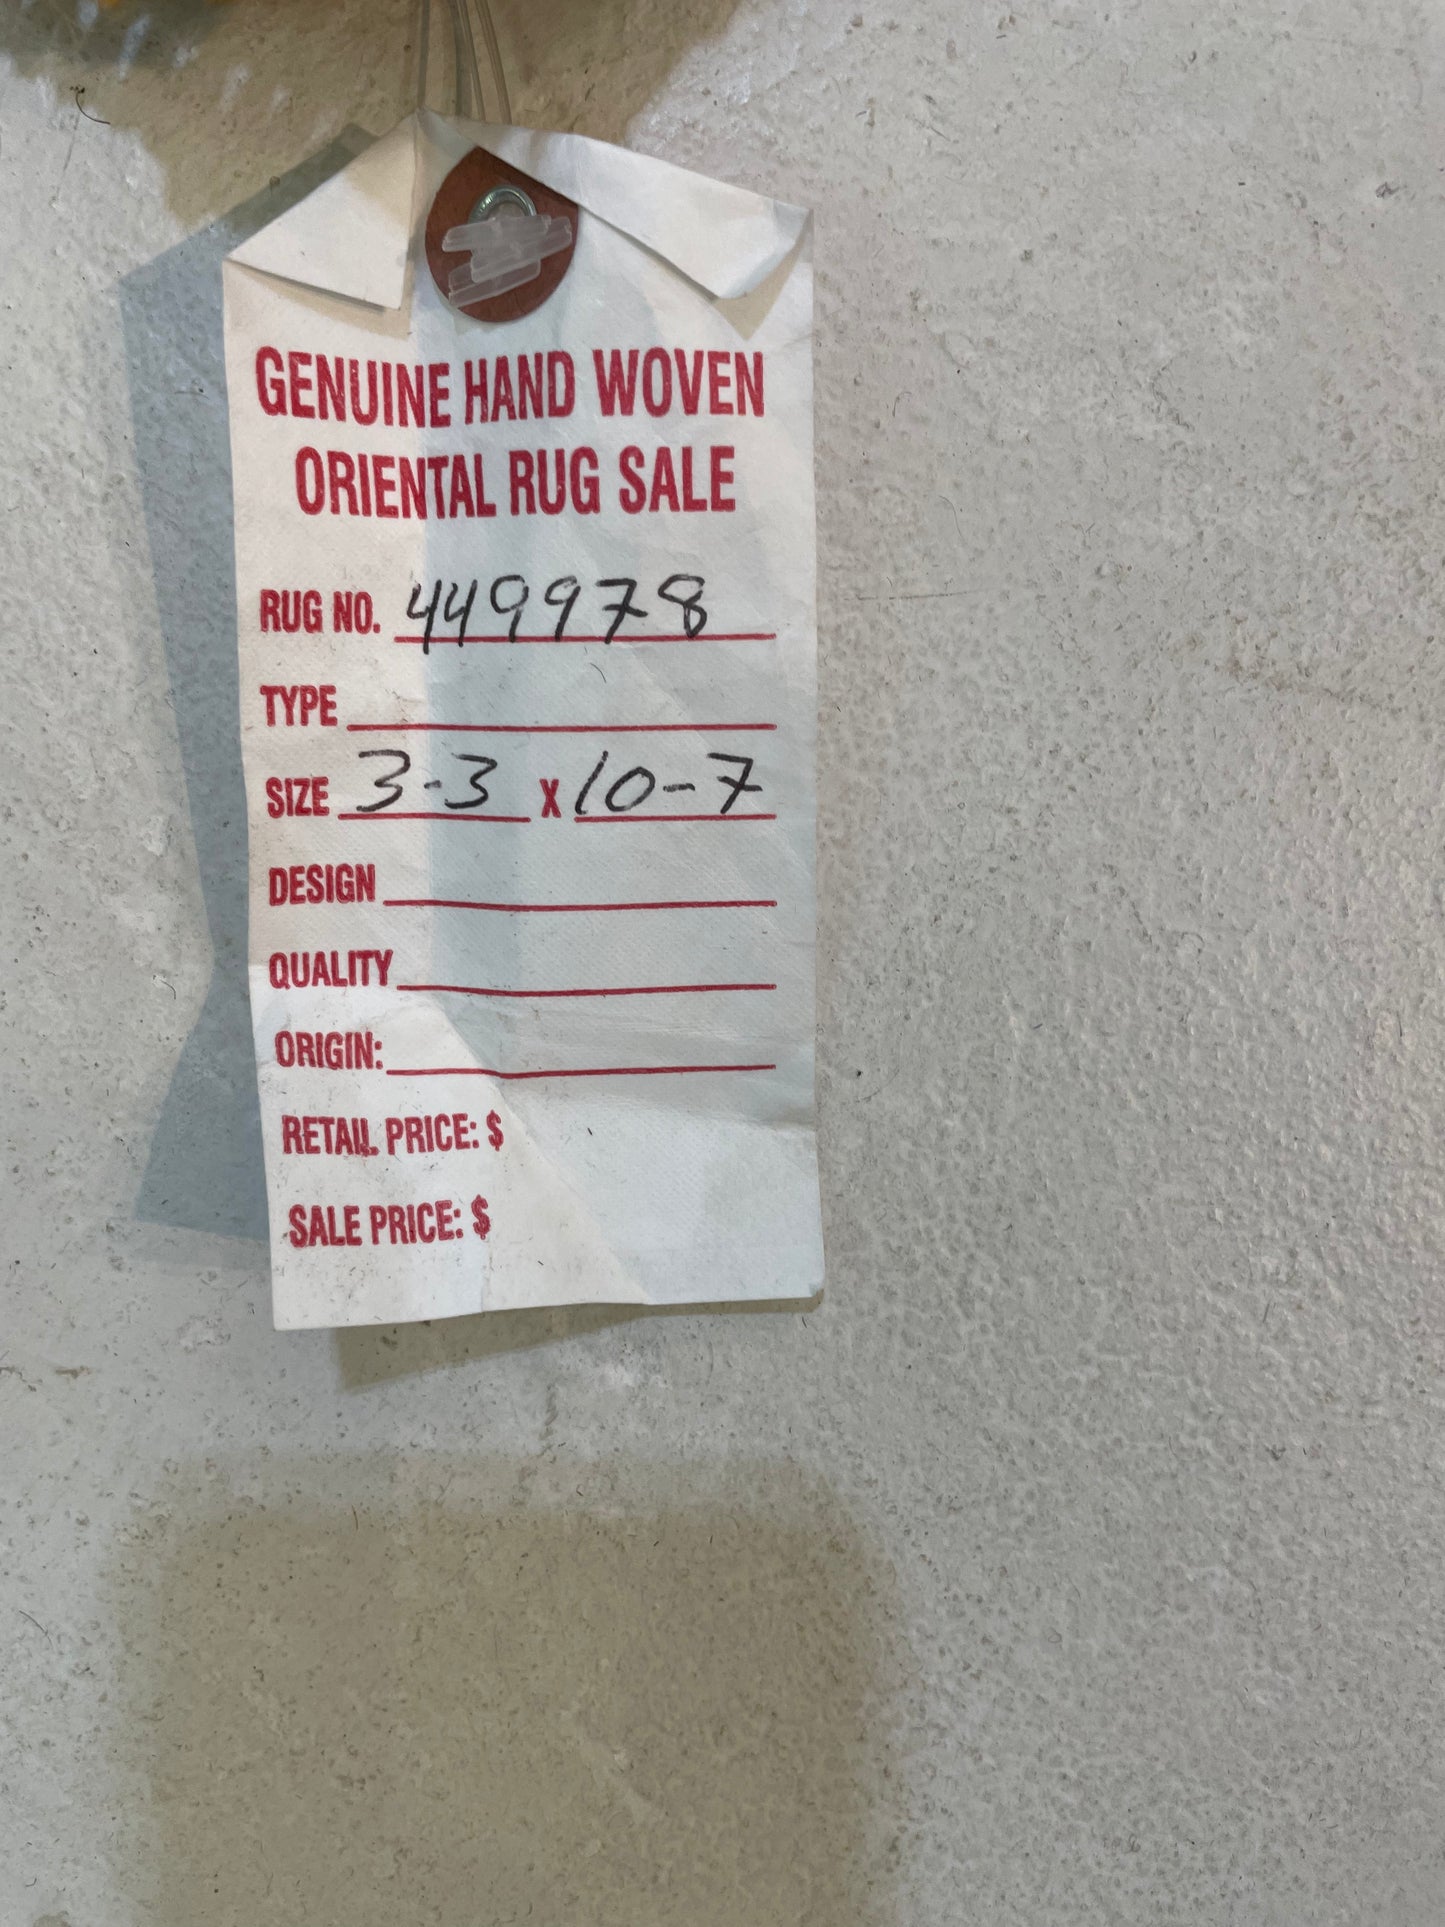 GENUINE HAND WOVEN
ORIENTAL RUG SALE
RUG NO. 449978
TYPE
SIZE 3-3 X 10-7
DESIGN
QUALITY
ORIGIN:
RETAIL PRICE: $
SALE PRICE: $